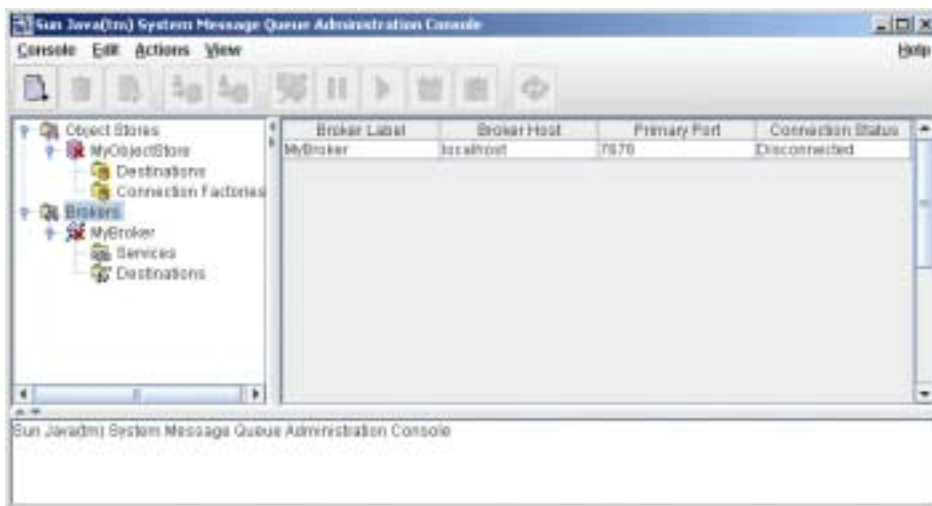 Sun Java(tm) System Message Queue Administration Console
Console Edit Actions View Help
Object Stores
MyObjectStore
Destinations
Connection Factories
Brokers
MyBroker
Services
Destinations
Broker Label Broker Host Primary Port Connection Status
MyBroker localhost 7676 Disconnected
Sun Java(tm) System Message Queue Administration Console